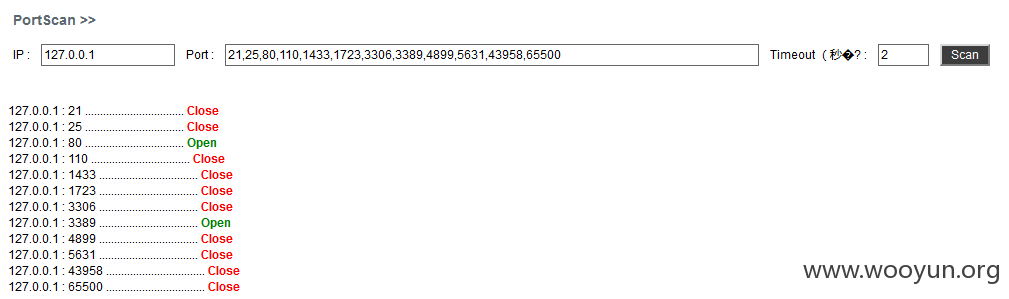 PortScan >>
IP : 127.0.0.1 Port : 21,25,80,110,1433,1723,3306,3389,4899,5631,43958,65500 Timeout （秒�? : 2 Scan
127.0.0.1 : 21 ................................. Close
127.0.0.1 : 25 ................................. Close
127.0.0.1 : 80 ................................. Open
127.0.0.1 : 110 ................................. Close
127.0.0.1 : 1433 ................................. Close
127.0.0.1 : 1723 ................................. Close
127.0.0.1 : 3306 ................................. Close
127.0.0.1 : 3389 ................................. Open
127.0.0.1 : 4899 ................................. Close
127.0.0.1 : 5631 ................................. Close
127.0.0.1 : 43958 ................................. Close
127.0.0.1 : 65500 ................................. Close
www.wooyun.org